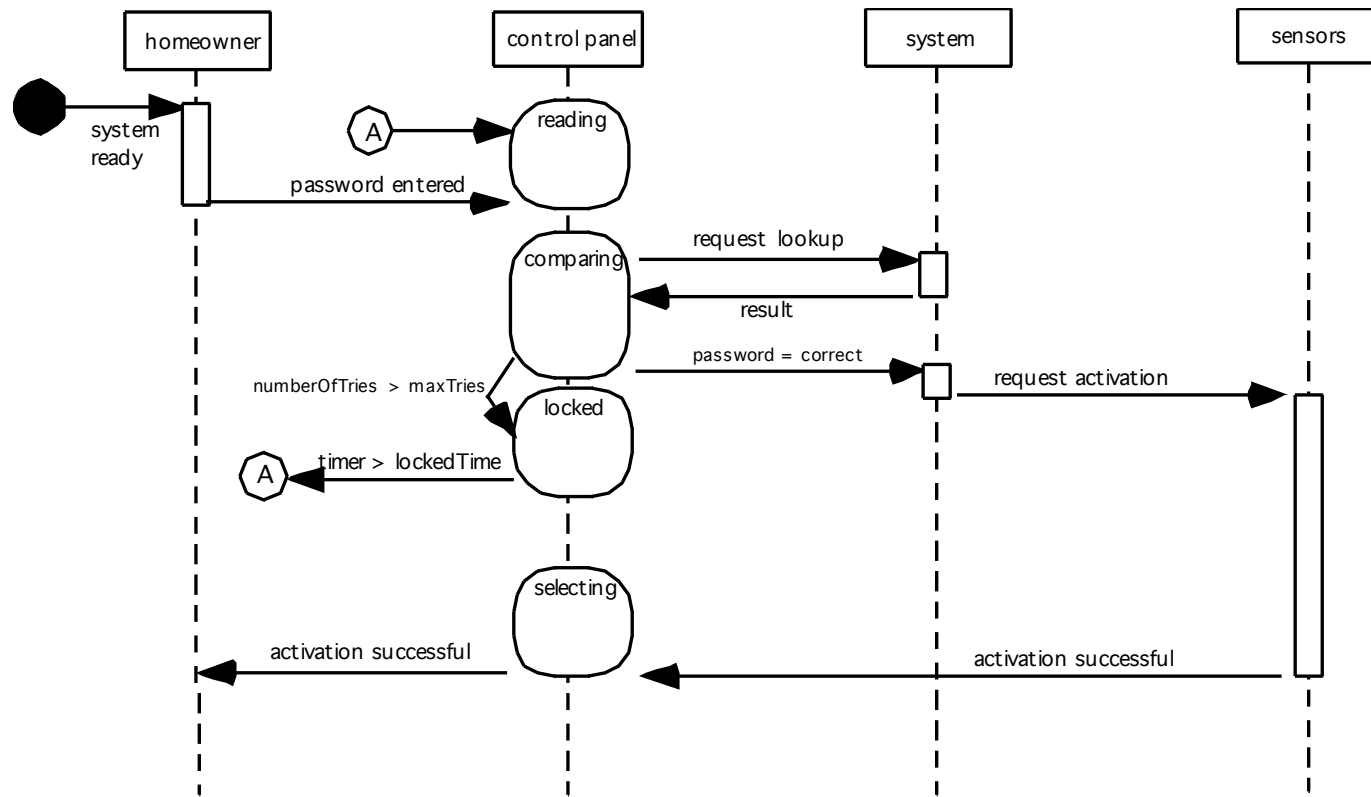 homeowner
control panel
system
sensors
system
ready
A
reading
password entered
comparing
request lookup
result
password = correct
numberOfTries > maxTries
request activation
locked
A
timer > lockedTime
selecting
activation successful
activation successful